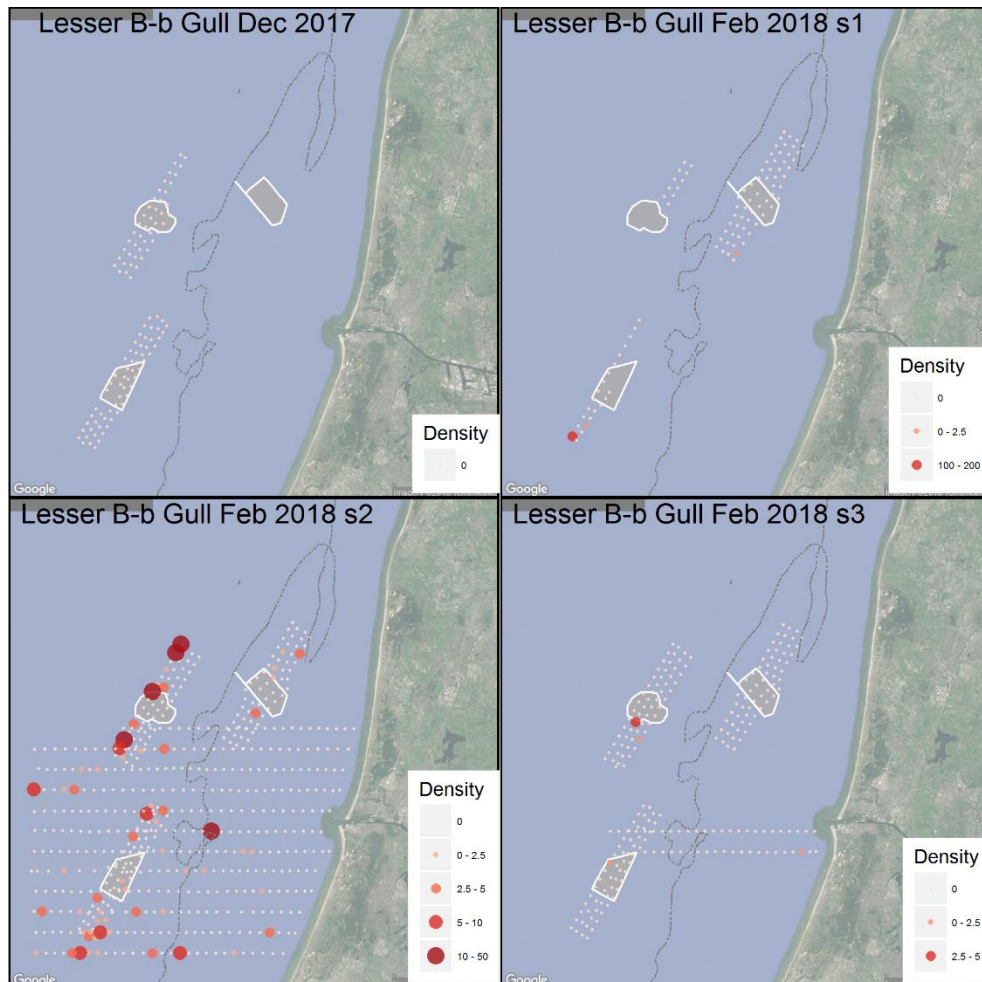 Lesser B-b Gull Dec 2017
Density
0
Google
Lesser B-b Gull Feb 2018 s1
Density
0
0 - 2.5
100 - 200
Google
Lesser B-b Gull Feb 2018 s2
Density
0
0 - 2.5
2.5 - 5
5 - 10
10 - 50
Google
Lesser B-b Gull Feb 2018 s3
Density
0
0 - 2.5
2.5 - 5
Google